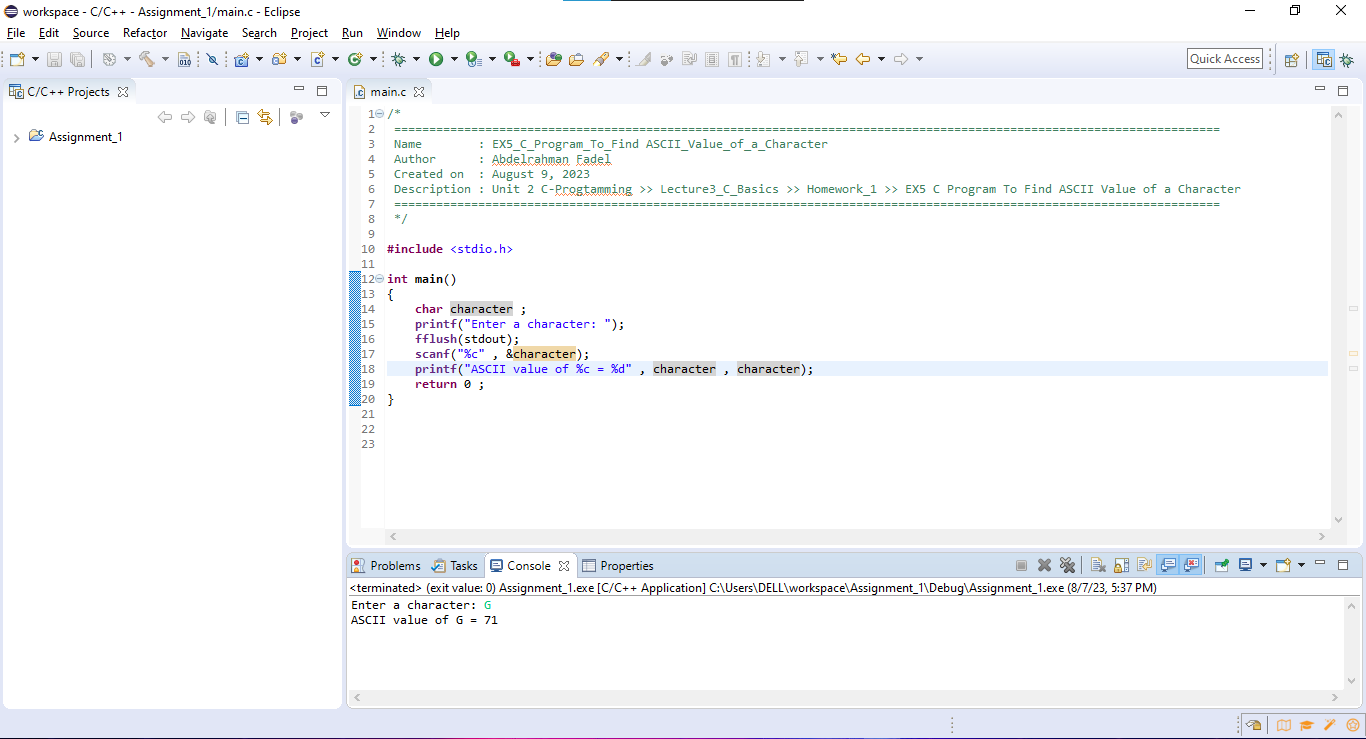 workspace - C/C++ - Assignment_1/main.c - Eclipse
File Edit Source Refactor Navigate Search Project Run Window Help
Quick Access
C/C++ Projects
Assignment_1
main.c
1 /*
2 ======================================================================================================================
3 Name : EX5_C_Program_To_Find ASCII_Value_of_a_Character
4 Author : Abdelrahman Fadel
5 Created on : August 9, 2023
6 Description : Unit 2 C-Progtamming >> Lecture3_C_Basics >> Homework_1 >> EX5 C Program To Find ASCII Value of a Character
7 ======================================================================================================================
8 */
9
10 #include <stdio.h>
11
12 int main()
13 {
14 char character ;
15 printf("Enter a character: ");
16 fflush(stdout);
17 scanf("%c" , &character);
18 printf("ASCII value of %c = %d" , character , character);
19 return 0 ;
20 }
21
22
23
Problems Tasks Console Properties
<terminated> (exit value: 0) Assignment_1.exe [C/C++ Application] C:\Users\DELL\workspace\Assignment_1\Debug\Assignment_1.exe (8/7/23, 5:37 PM)
Enter a character: G
ASCII value of G = 71